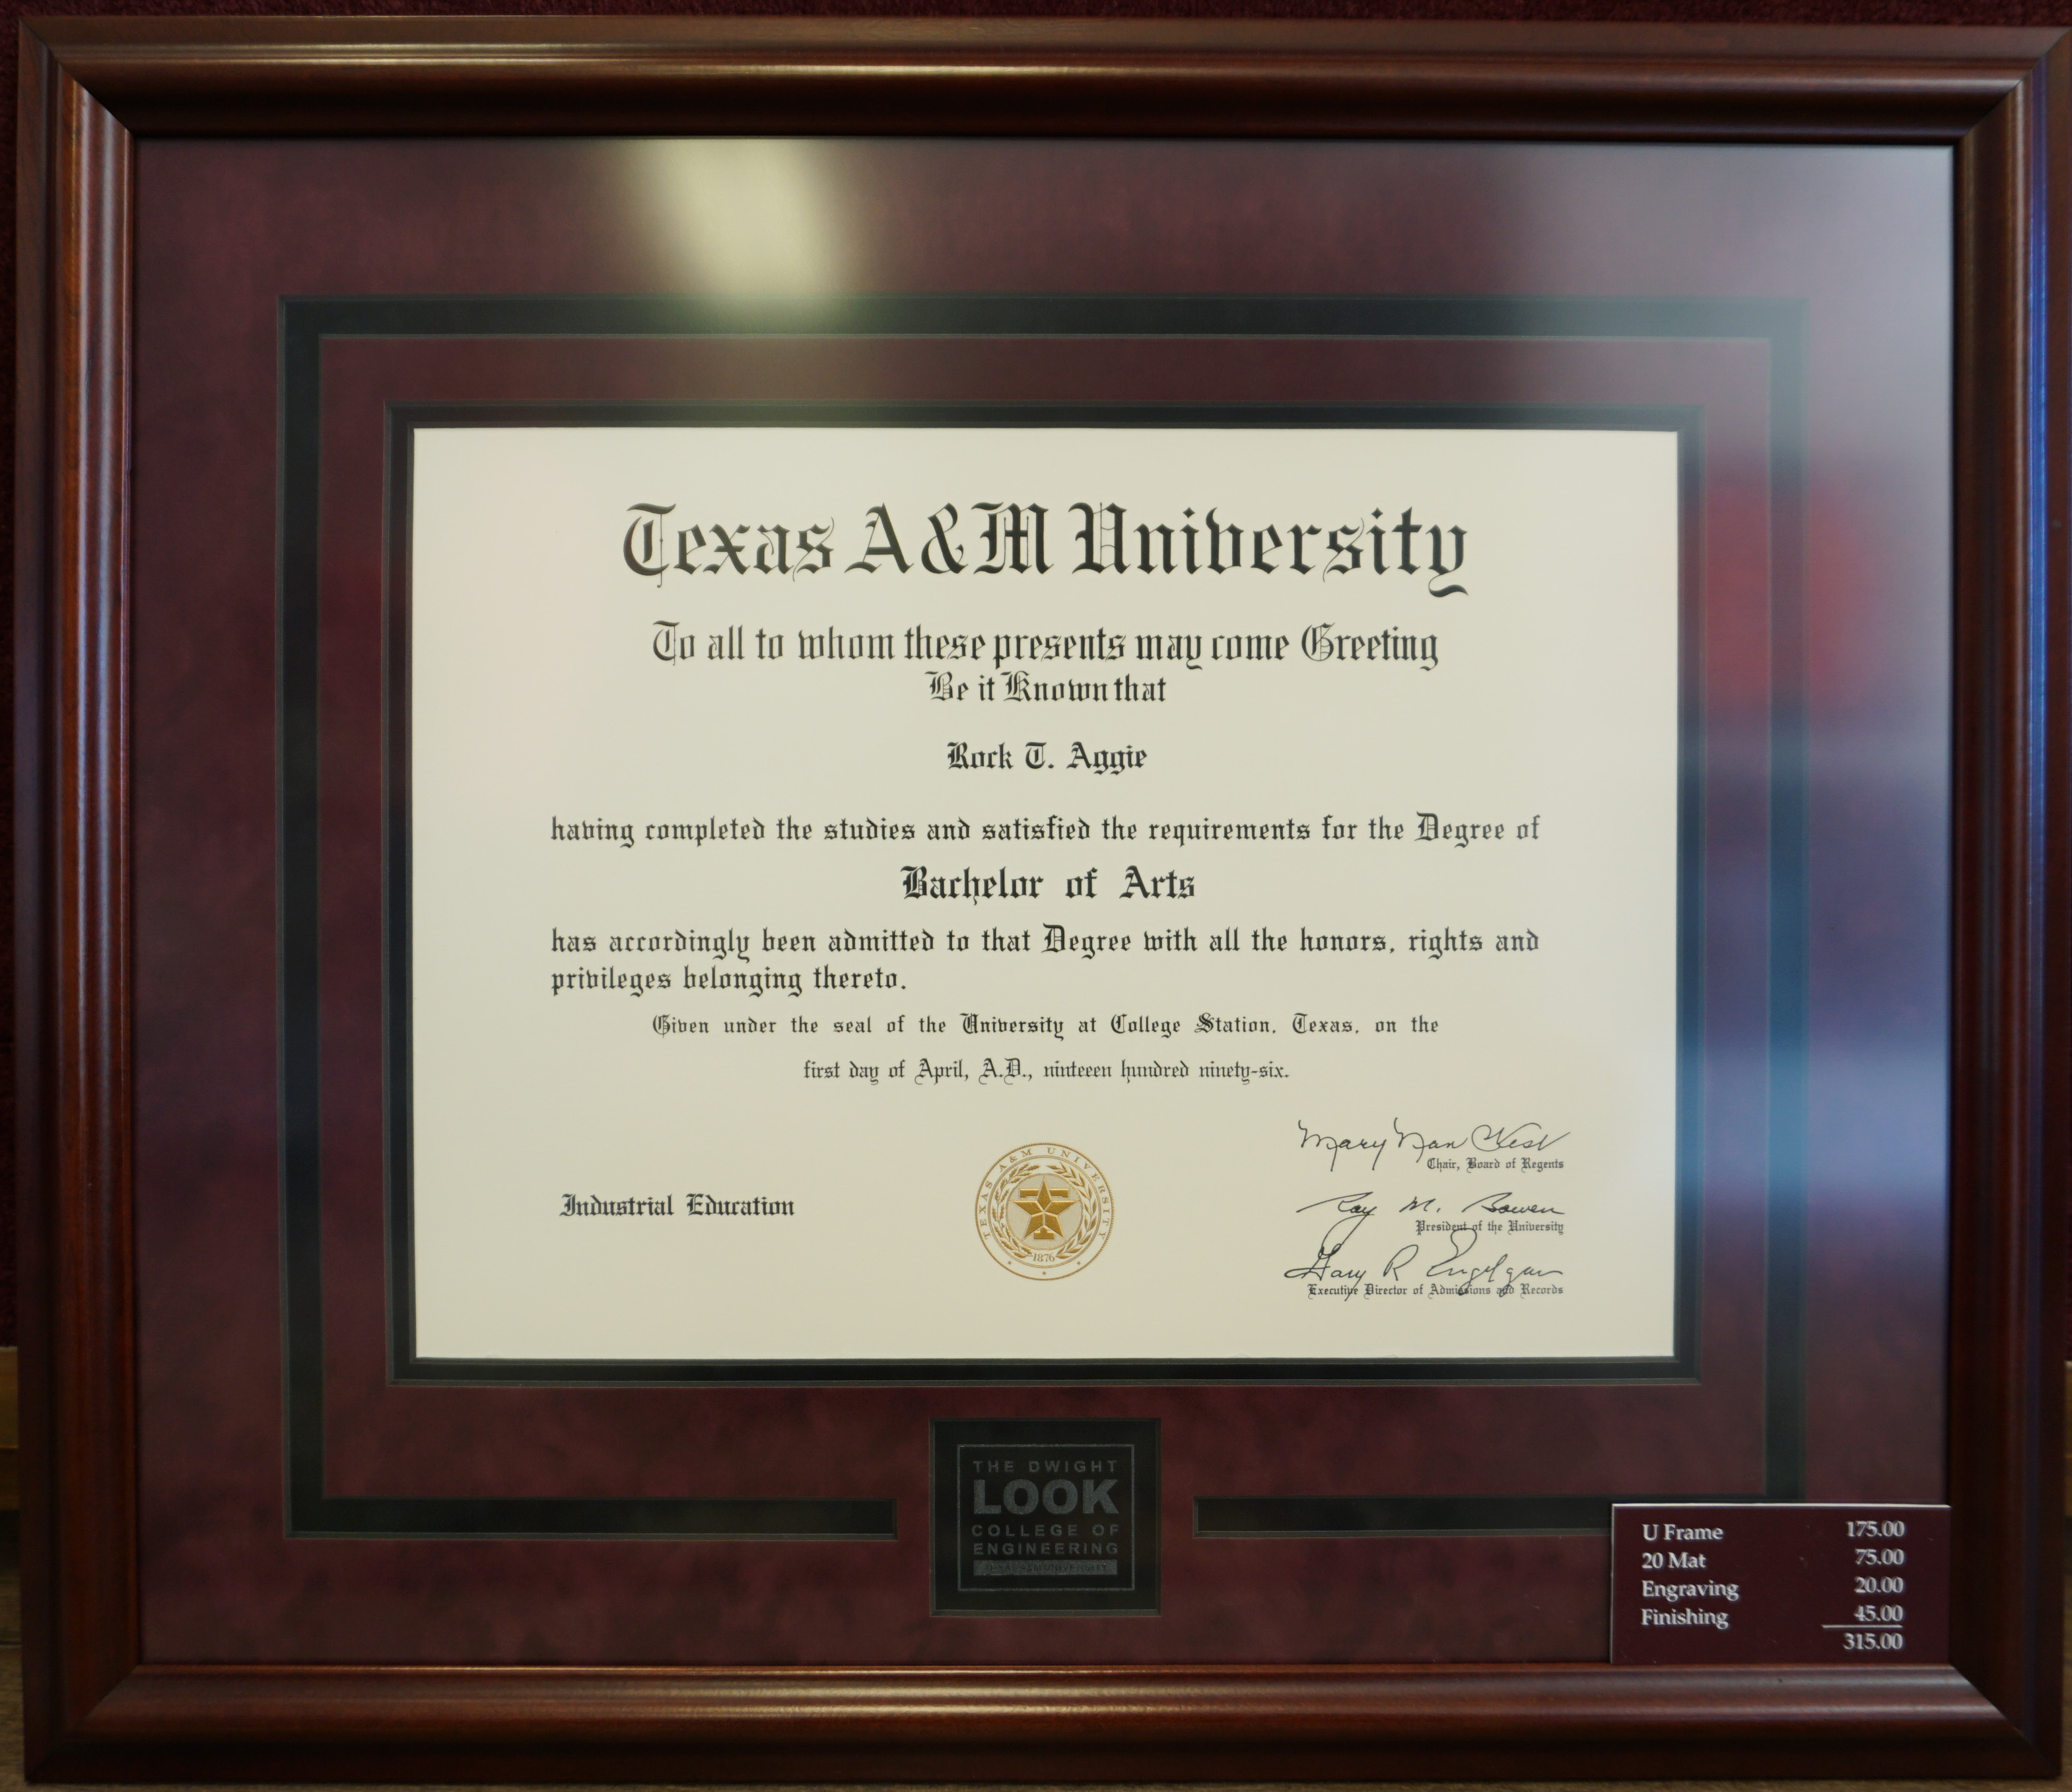 Texas A&M University
To all to whom these presents may come Greeting
Be it Known that
Rock T. Aggie
having completed the studies and satisfied the requirements for the Degree of
Bachelor of Arts
has accordingly been admitted to that Degree with all the honors, rights and
privileges belonging thereto.
Given under the seal of the University at College Station, Texas, on the
first day of April, A.D., ninteeen hundred ninety-six.
Industrial Education
TEXAS A&M UNIVERSITY
1876
Mary Nan West
Chair, Board of Regents
Ray M. Bowen
President of the University
Gary R Engelgau
Executive Director of Admissions and Records
THE DWIGHT
LOOK
COLLEGE OF
ENGINEERING
U Frame 175.00
20 Mat 75.00
Engraving 20.00
Finishing 45.00
315.00